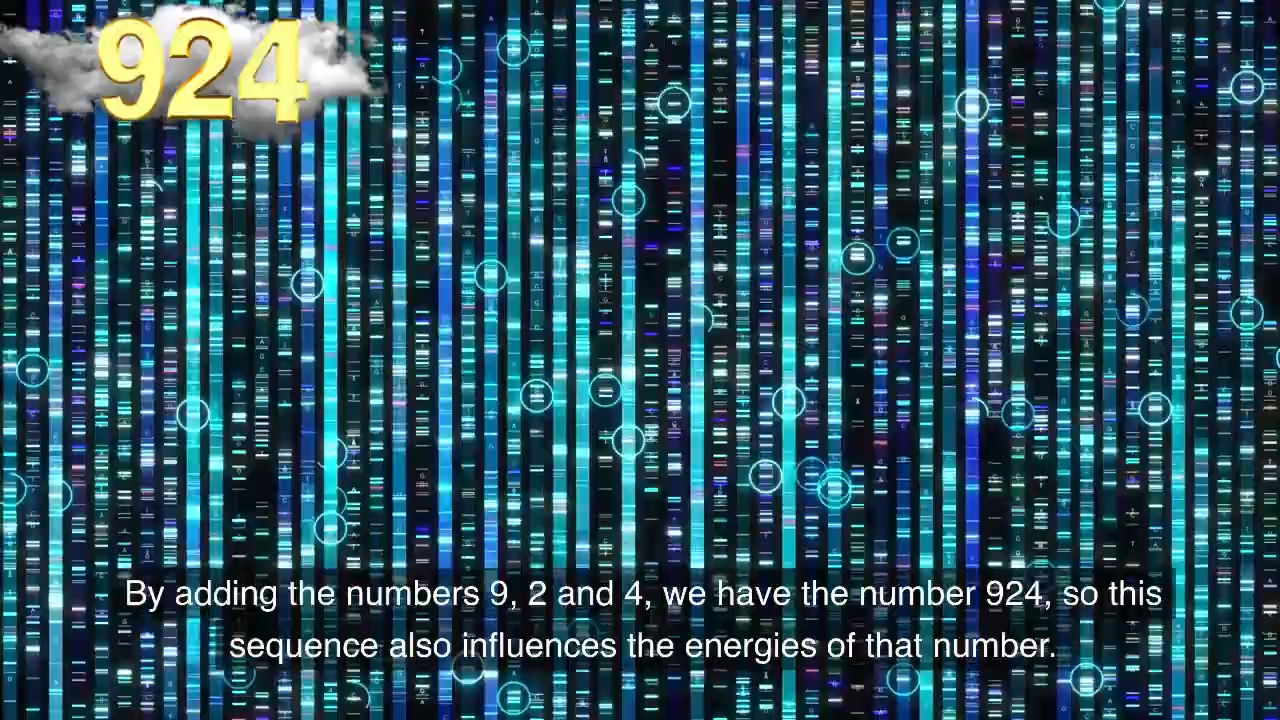 924
By adding the numbers 9, 2 and 4, we have the number 924, so this
sequence also influences the energies of that number.